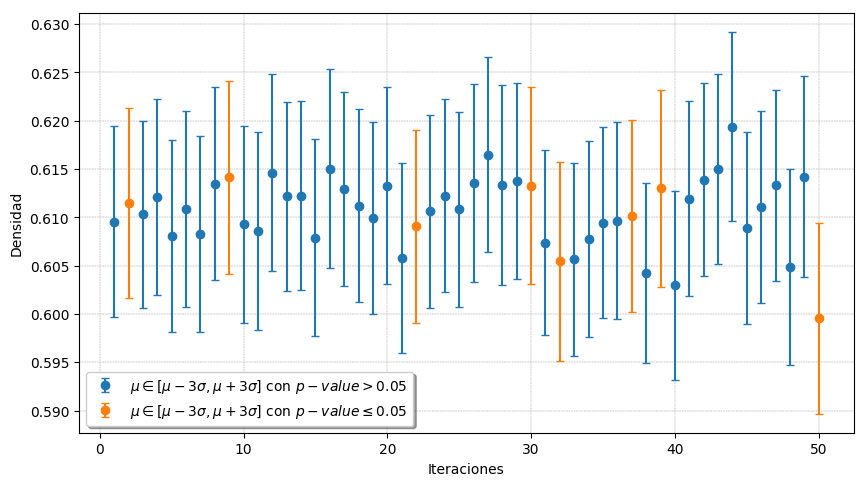 0.630
0.625
0.620
0.615
0.610
0.605
0.600
0.595
0.590
Densidad
μ ∈ [μ − 3σ, μ + 3σ] con p − value > 0.05
μ ∈ [μ − 3σ, μ + 3σ] con p − value ≤ 0.05
0 10 20 30 40 50
Iteraciones